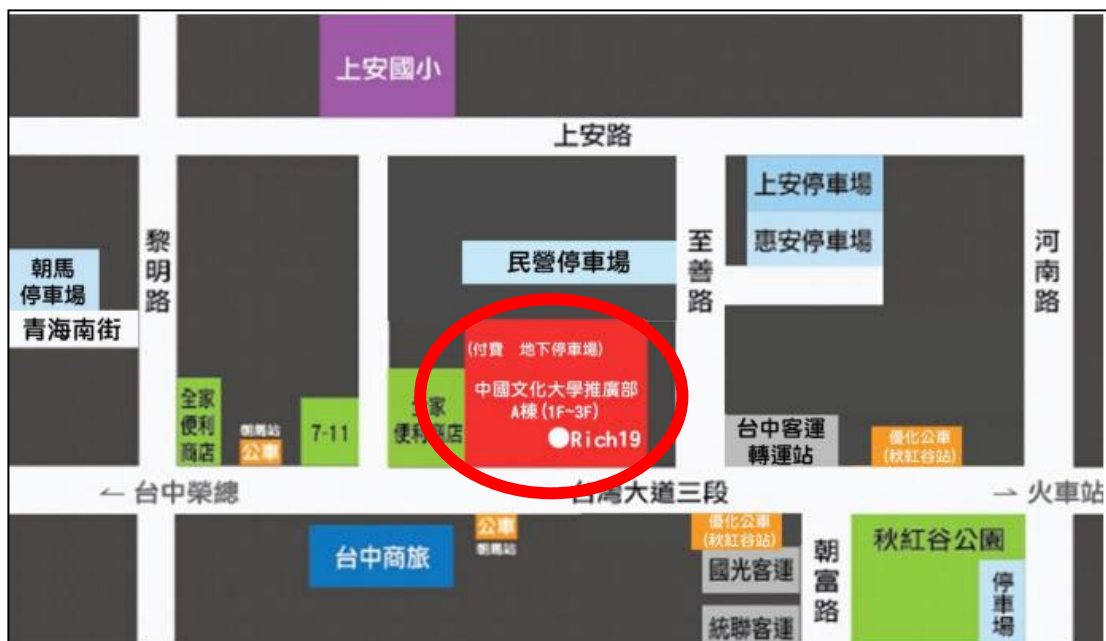 上安國小
上安路
上安停車場
惠安停車場
黎明路
至善路
河南路
民營停車場
朝馬
停車場
青海南街
(付費 地下停車場)
中國文化大學推廣部
A棟(1F~3F)
Rich19
全家
便利
商店
朝馬站
公車
7-11
全家
便利商店
台中客運
轉運站
優化公車
(秋紅谷站)
← 台中榮總
台灣大道三段
→ 火車站
台中商旅
公車
朝馬站
優化公車
(秋紅谷站)
國光客運
統聯客運
朝富路
秋紅谷公園
停車場